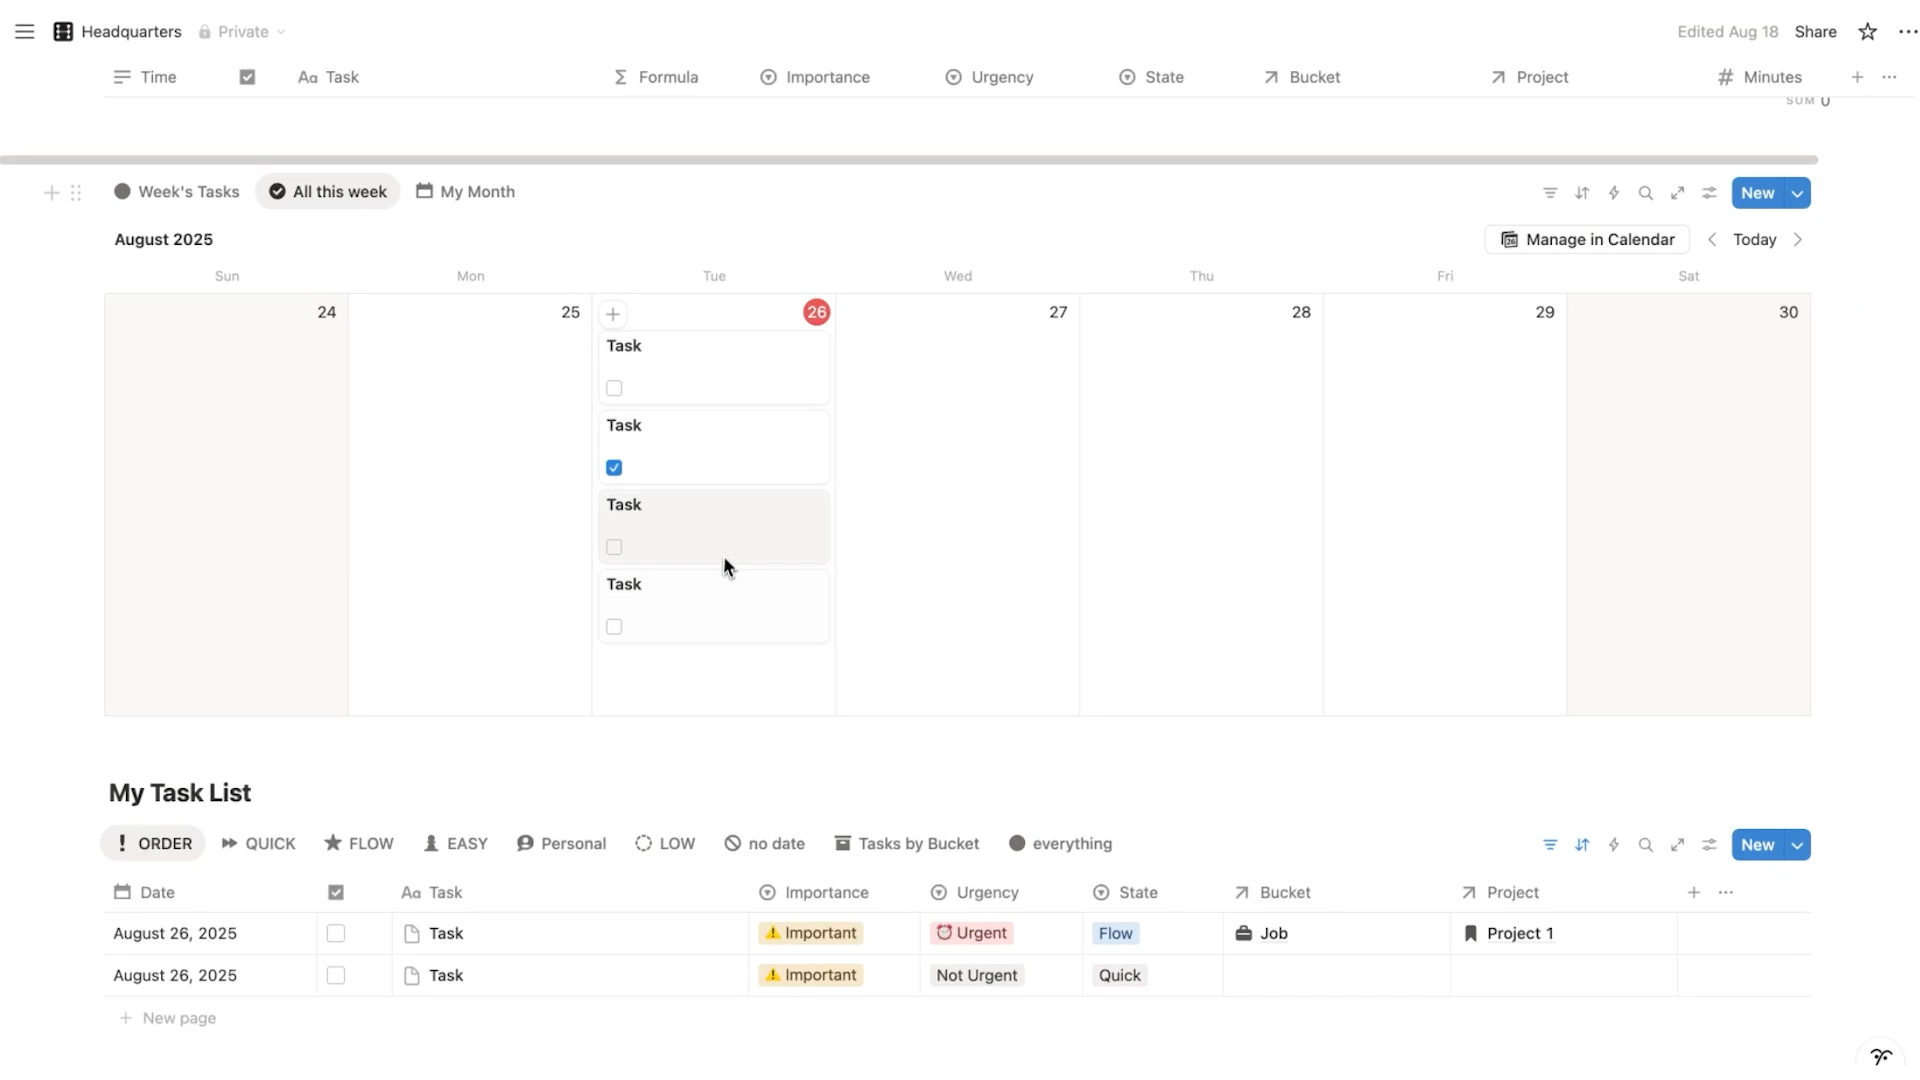 Headquarters Private Edited Aug 18 Share
Time Aa Task Σ Formula Importance Urgency State Bucket Project # Minutes
SUM 0
Week's Tasks All this week My Month New
August 2025 Manage in Calendar Today
Sun Mon Tue Wed Thu Fri Sat
24 25 26 27 28 29 30
Task
Task
Task
Task
My Task List
ORDER QUICK FLOW EASY Personal LOW no date Tasks by Bucket everything New
Date Aa Task Importance Urgency State Bucket Project
August 26, 2025 Task Important Urgent Flow Job Project 1
August 26, 2025 Task Important Not Urgent Quick
New page